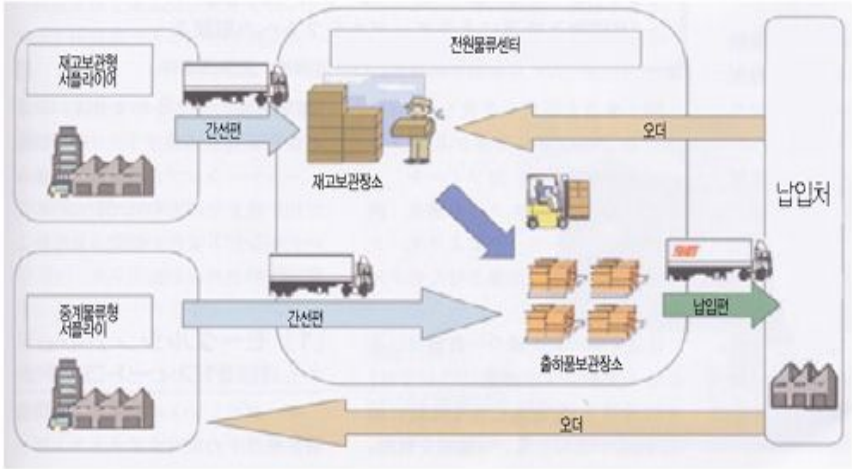 재고보관형
서플라이어
전원물류센터
간선편
오더
재고보관장소
납입처
중계물류형
서플라이
간선편
납입편
출하품보관장소
오더